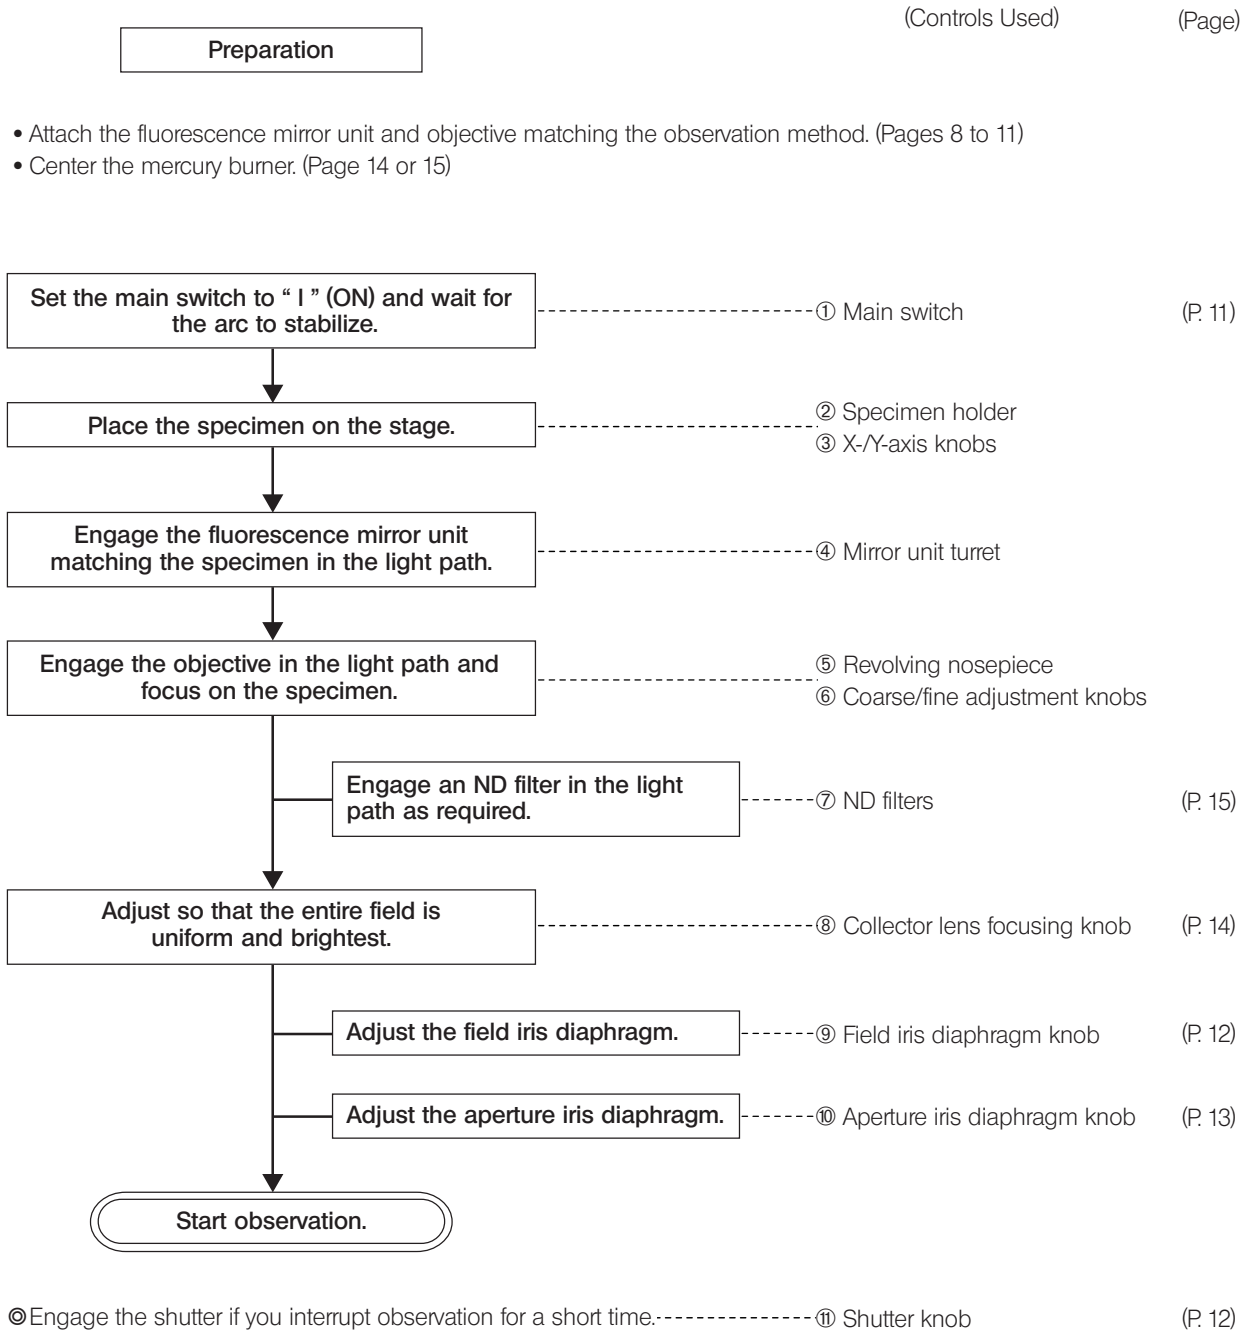 (Controls Used) (Page)
Preparation
• Attach the fluorescence mirror unit and objective matching the observation method. (Pages 8 to 11)
• Center the mercury burner. (Page 14 or 15)
Set the main switch to “ I ” (ON) and wait for
the arc to stabilize.
① Main switch (P. 11)
Place the specimen on the stage.
② Specimen holder
③ X-/Y-axis knobs
Engage the fluorescence mirror unit
matching the specimen in the light path.
④ Mirror unit turret
Engage the objective in the light path and
focus on the specimen.
⑤ Revolving nosepiece
⑥ Coarse/fine adjustment knobs
Engage an ND filter in the light
path as required.
⑦ ND filters (P. 15)
Adjust so that the entire field is
uniform and brightest.
⑧ Collector lens focusing knob (P. 14)
Adjust the field iris diaphragm.
⑨ Field iris diaphragm knob (P. 12)
Adjust the aperture iris diaphragm.
⑩ Aperture iris diaphragm knob (P. 13)
Start observation.
◎Engage the shutter if you interrupt observation for a short time. ⑪ Shutter knob (P. 12)